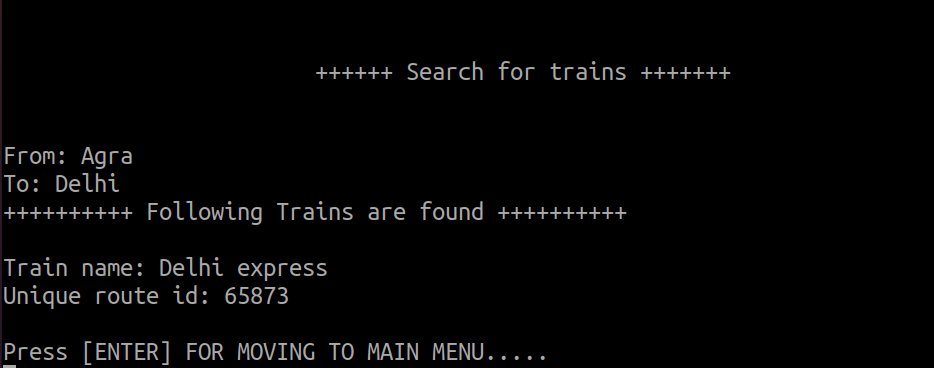 ++++++ Search for trains +++++++
From: Agra
To: Delhi
++++++++++ Following Trains are found ++++++++++
Train name: Delhi express
Unique route id: 65873
Press [ENTER] FOR MOVING TO MAIN MENU.....